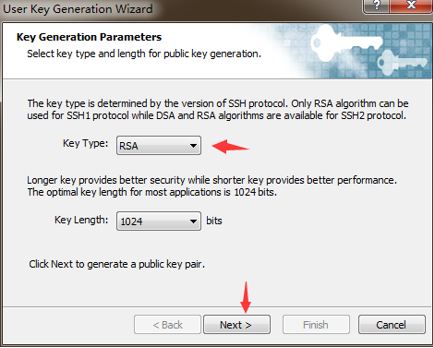 User Key Generation Wizard
?
Key Generation Parameters
Select key type and length for public key generation.
The key type is determined by the version of SSH protocol. Only RSA algorithm can be
used for SSH1 protocol while DSA and RSA algorithms are available for SSH2 protocol.
Key Type: RSA
Longer key provides better security while shorter key provides better performance.
The optimal key length for most applications is 1024 bits.
Key Length: 1024 bits
Click Next to generate a public key pair.
< Back Next > Finish Cancel